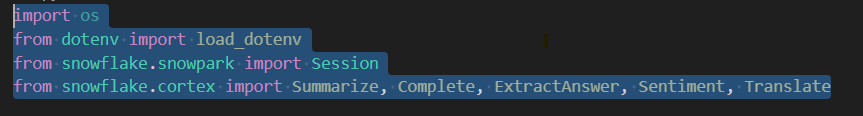 import os
from dotenv import load_dotenv
from snowflake.snowpark import Session
from snowflake.cortex import Summarize, Complete, ExtractAnswer, Sentiment, Translate